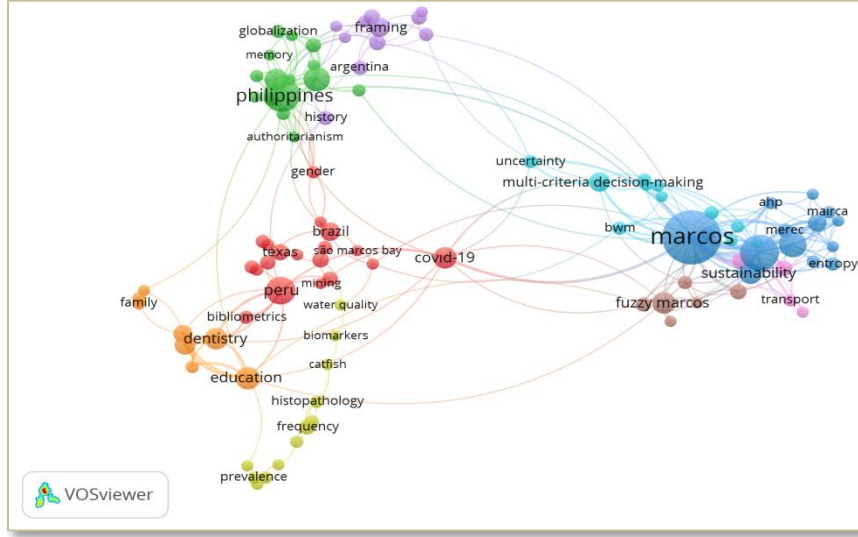 globalization
framing
memory
argentina
philippines
history
authoritarianism
gender
uncertainty
multi-criteria decision-making
ahp
mairca
bwm
marcos
merec
brazil
texas
são marcos bay
covid-19
entropy
sustainability
mining
peru
transport
family
water quality
fuzzy marcos
bibliometrics
dentistry
biomarkers
catfish
education
histopathology
frequency
prevalence
VOSviewer